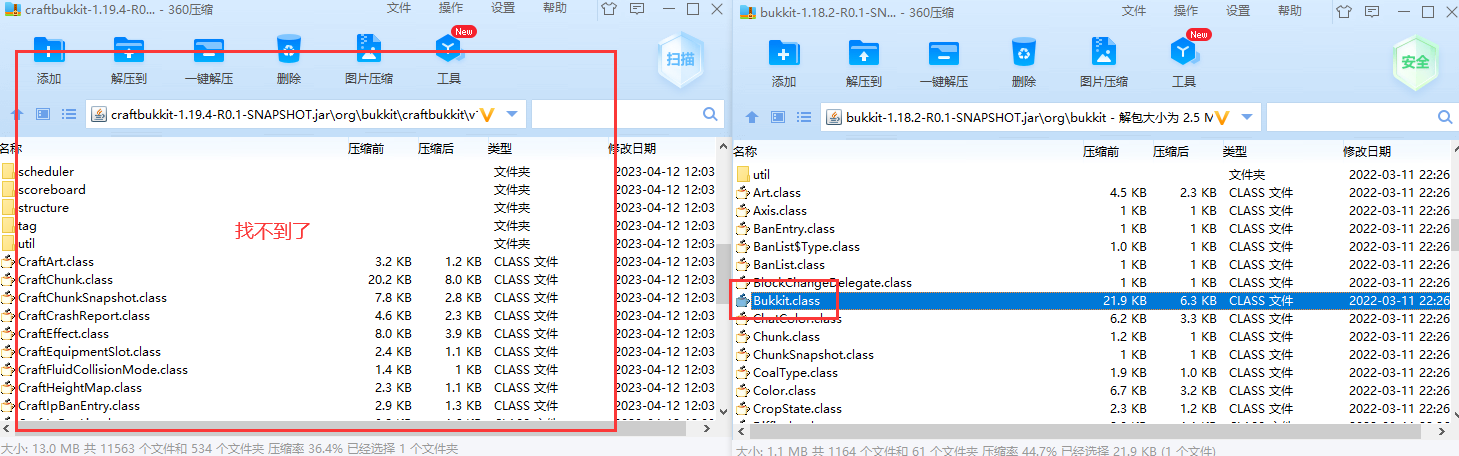 craftbukkit-1.19.4-R0... - 360压缩
文件 操作 设置 帮助
New
添加 解压到 一键解压 删除 图片压缩 工具 扫描
craftbukkit-1.19.4-R0.1-SNAPSHOT.jar\org\bukkit\craftbukkit\v
名称 压缩前 压缩后 类型 修改日期
scheduler 文件夹 2023-04-12 12:03
scoreboard 文件夹 2023-04-12 12:03
structure 文件夹 2023-04-12 12:03
tag 文件夹 2023-04-12 12:03
util 文件夹 2023-04-12 12:03
找不到了
CraftArt.class 3.2 KB 1.2 KB CLASS 文件 2023-04-12 12:03
CraftChunk.class 20.2 KB 8.0 KB CLASS 文件 2023-04-12 12:03
CraftChunkSnapshot.class 7.8 KB 2.8 KB CLASS 文件 2023-04-12 12:03
CraftCrashReport.class 4.6 KB 2.3 KB CLASS 文件 2023-04-12 12:03
CraftEffect.class 8.0 KB 3.9 KB CLASS 文件 2023-04-12 12:03
CraftEquipmentSlot.class 2.4 KB 1.1 KB CLASS 文件 2023-04-12 12:03
CraftFluidCollisionMode.class 1.4 KB 1 KB CLASS 文件 2023-04-12 12:03
CraftHeightMap.class 2.3 KB 1.1 KB CLASS 文件 2023-04-12 12:03
CraftIpBanEntry.class 2.9 KB 1.3 KB CLASS 文件 2023-04-12 12:03
大小: 13.0 MB 共 11563 个文件和 534 个文件夹 压缩率 36.4% 已经选择 1 个文件夹
bukkit-1.18.2-R0.1-SN... - 360压缩
文件 操作 设置 帮助
New
添加 解压到 一键解压 删除 图片压缩 工具 安全
bukkit-1.18.2-R0.1-SNAPSHOT.jar\org\bukkit - 解包大小为 2.5 M
名称 压缩前 压缩后 类型 修改日期
util 文件夹 2022-03-11 22:26
Art.class 4.5 KB 2.3 KB CLASS 文件 2022-03-11 22:26
Axis.class 1 KB 1 KB CLASS 文件 2022-03-11 22:26
BanEntry.class 1 KB 1 KB CLASS 文件 2022-03-11 22:26
BanList$Type.class 1.0 KB 1 KB CLASS 文件 2022-03-11 22:26
BanList.class 1 KB 1 KB CLASS 文件 2022-03-11 22:26
BlockChangeDelegate.class 1 KB 1 KB CLASS 文件 2022-03-11 22:26
Bukkit.class 21.9 KB 6.3 KB CLASS 文件 2022-03-11 22:26
ChatColor.class 6.2 KB 3.3 KB CLASS 文件 2022-03-11 22:26
Chunk.class 1.2 KB 1 KB CLASS 文件 2022-03-11 22:26
ChunkSnapshot.class 1 KB 1 KB CLASS 文件 2022-03-11 22:26
CoalType.class 1.9 KB 1.0 KB CLASS 文件 2022-03-11 22:26
Color.class 6.7 KB 3.2 KB CLASS 文件 2022-03-11 22:26
CropState.class 2.3 KB 1.2 KB CLASS 文件 2022-03-11 22:26
大小: 1.1 MB 共 1164 个文件和 61 个文件夹 压缩率 44.7% 已经选择 21.9 KB (1 个文件)